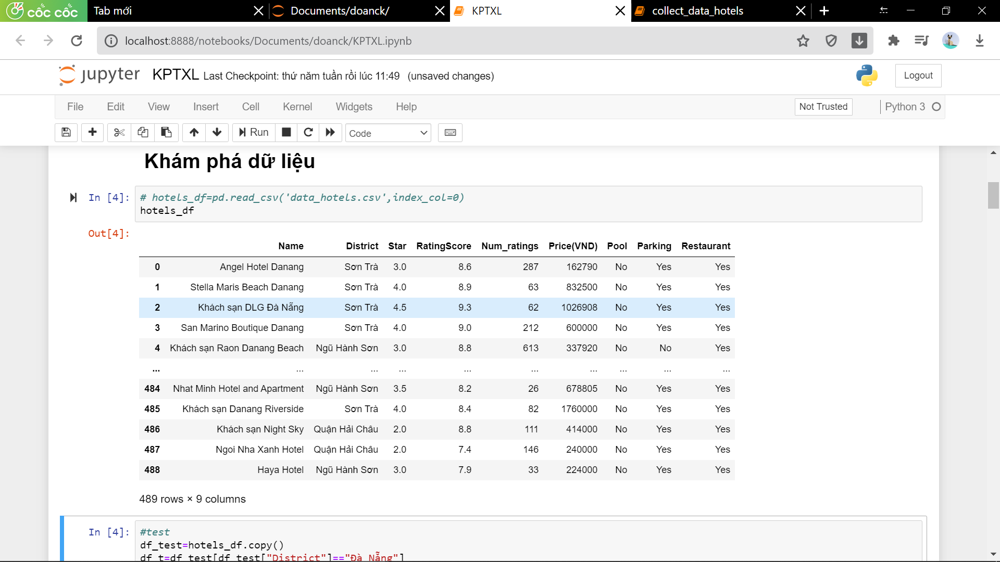 cốc cốc
Tab mới
Documents/doanck/
KPTXL
collect_data_hotels
localhost:8888/notebooks/Documents/doanck/KPTXL.ipynb
jupyter KPTXL Last Checkpoint: thứ năm tuần rồi lúc 11:49 (unsaved changes)
Logout
File Edit View Insert Cell Kernel Widgets Help
Not Trusted
Python 3
Run
Code
Khám phá dữ liệu
In [4]: # hotels_df=pd.read_csv('data_hotels.csv',index_col=0)
hotels_df
Out[4]:
Name District Star RatingScore Num_ratings Price(VND) Pool Parking Restaurant
0 Angel Hotel Danang Sơn Trà 3.0 8.6 287 162790 No Yes Yes
1 Stella Maris Beach Danang Sơn Trà 4.0 8.9 63 832500 No Yes Yes
2 Khách sạn DLG Đà Nẵng Sơn Trà 4.5 9.3 62 1026908 No Yes Yes
3 San Marino Boutique Danang Sơn Trà 4.0 9.0 212 600000 No Yes Yes
4 Khách sạn Raon Danang Beach Ngũ Hành Sơn 3.0 8.8 613 337920 No No Yes
... ... ... ... ... ... ... ... ... ...
484 Nhat Minh Hotel and Apartment Ngũ Hành Sơn 3.5 8.2 26 678805 No Yes Yes
485 Khách sạn Danang Riverside Sơn Trà 4.0 8.4 82 1760000 No Yes Yes
486 Khách sạn Night Sky Quận Hải Châu 2.0 8.8 111 414000 No Yes Yes
487 Ngoi Nha Xanh Hotel Quận Hải Châu 2.0 7.4 146 240000 No Yes Yes
488 Haya Hotel Ngũ Hành Sơn 3.0 7.9 33 224000 No Yes Yes
489 rows × 9 columns
In [4]: #test
df_test=hotels_df.copy()
df_t=df_test[df_test["District"]=="Đà Nẵng"]